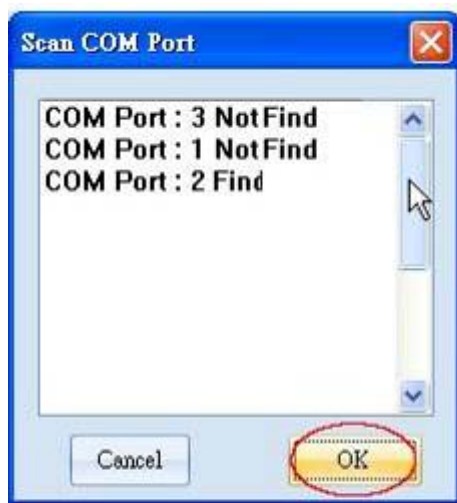 Scan COM Port
COM Port : 3 NotFind
COM Port : 1 NotFind
COM Port : 2 Find
Cancel
OK